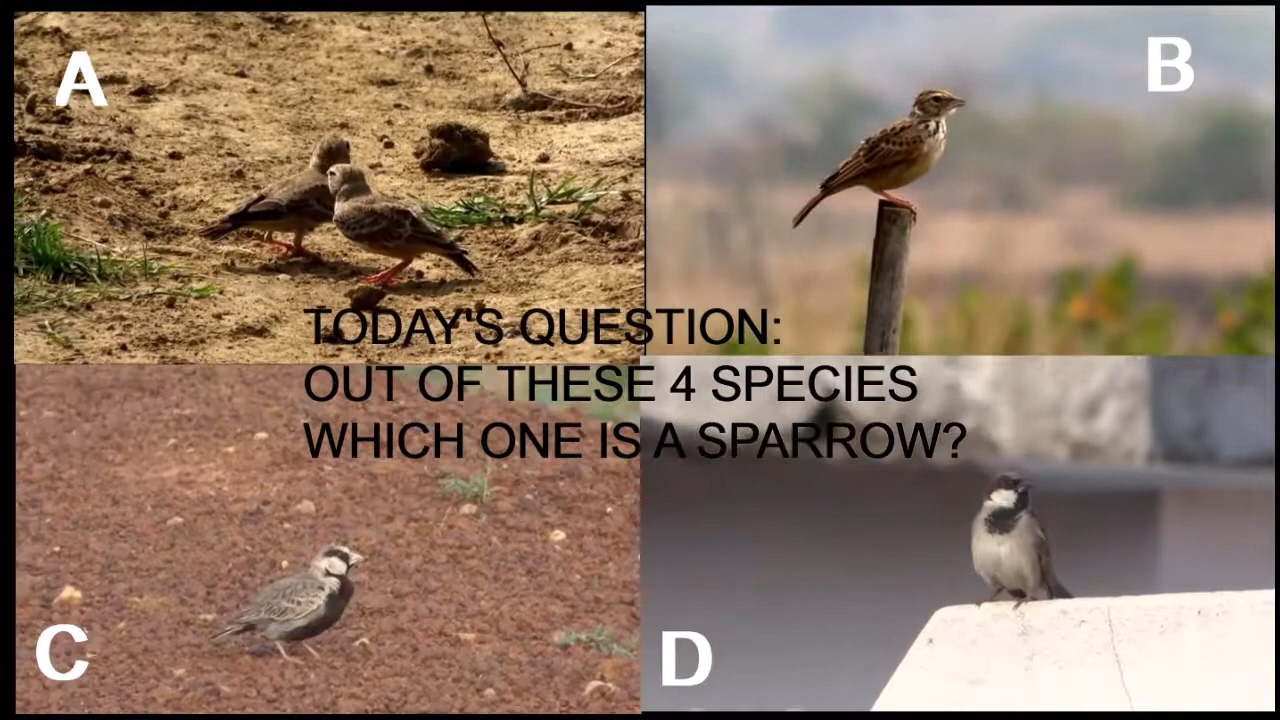 A
B
TODAY'S QUESTION:
OUT OF THESE 4 SPECIES
WHICH ONE IS A SPARROW?
C
D